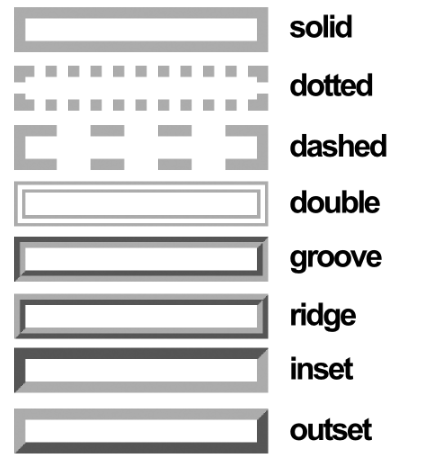 solid
dotted
dashed
double
groove
ridge
inset
outset